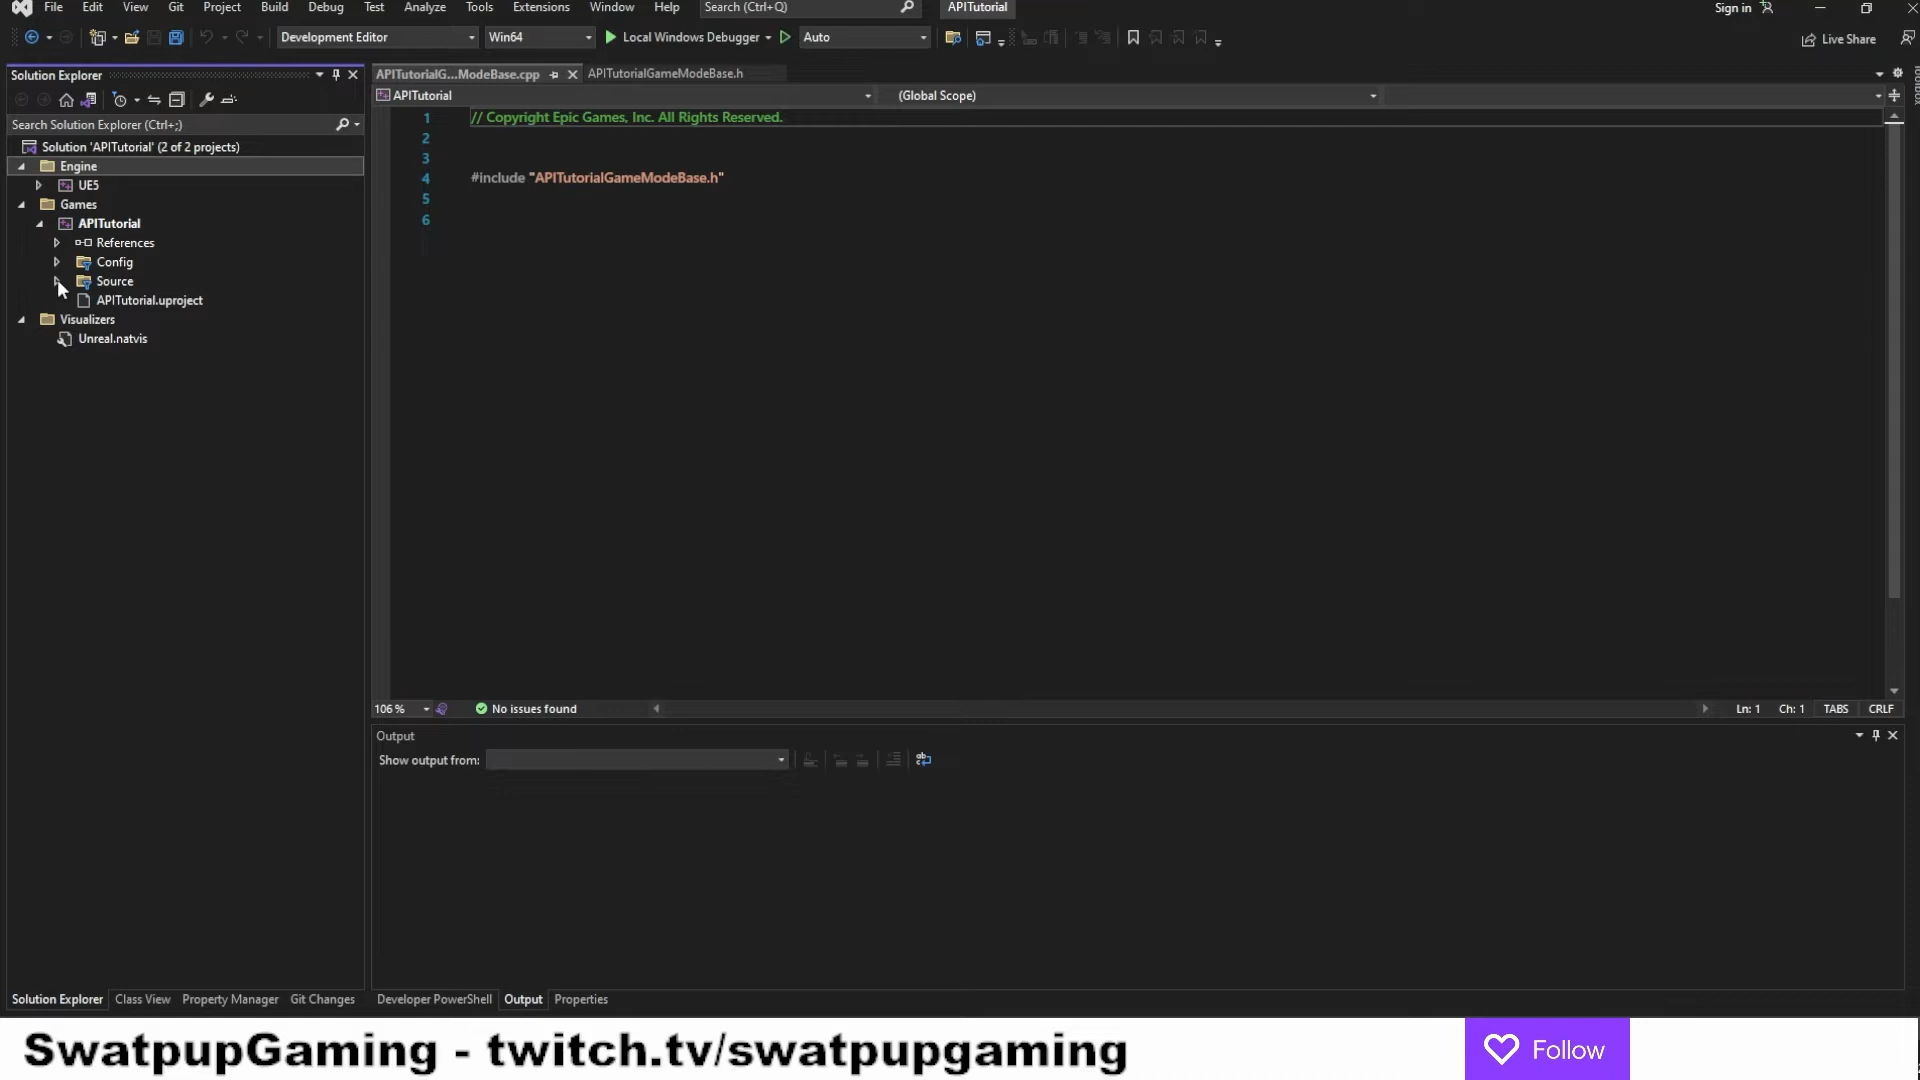 File Edit View Git Project Build Debug Test Analyze Tools Extensions Window Help Search (Ctrl+Q) APITutorial Sign in
Development Editor Win64 Local Windows Debugger Auto Live Share
Solution Explorer
Search Solution Explorer (Ctrl+;)
Solution 'APITutorial' (2 of 2 projects)
Engine
UE5
Games
APITutorial
References
Config
Source
APITutorial.uproject
Visualizers
Unreal.natvis
APITutorialG...ModeBase.cpp APITutorialGameModeBase.h
APITutorial (Global Scope)
1 // Copyright Epic Games, Inc. All Rights Reserved.
2
3
4 #include "APITutorialGameModeBase.h"
5
6
106 % No issues found Ln: 1 Ch: 1 TABS CRLF
Output
Show output from:
Solution Explorer Class View Property Manager Git Changes Developer PowerShell Output Properties
Toolbox
SwatpupGaming - twitch.tv/swatpupgaming Follow